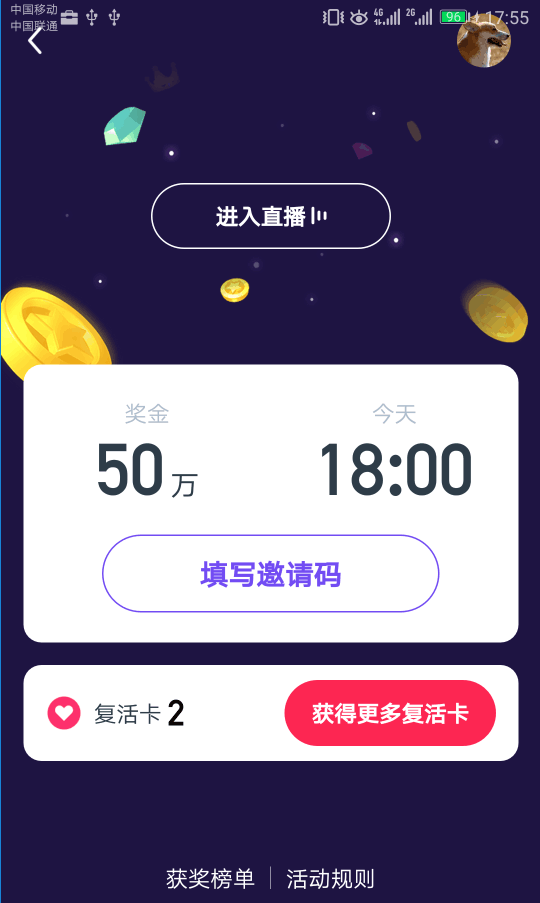 中国移动
中国联通
4G 2G 96 17:55
进入直播
奖金 今天
50万 18:00
填写邀请码
复活卡 2 获得更多复活卡
获奖榜单 | 活动规则